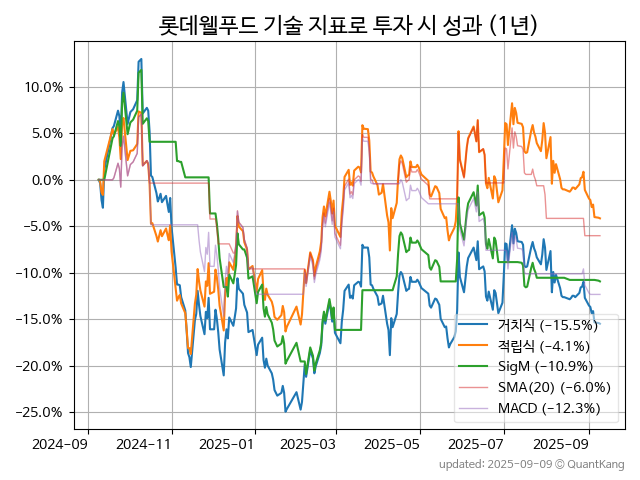 롯데웰푸드 기술 지표로 투자 시 성과 (1년)
10.0%
5.0%
0.0%
−5.0%
−10.0%
−15.0%
−20.0%
−25.0%
거치식 (−15.5%)
적립식 (−4.1%)
SigM (−10.9%)
SMA(20) (−6.0%)
MACD (−12.3%)
2024-09 2024-11 2025-01 2025-03 2025-05 2025-07 2025-09
updated: 2025-09-09 © QuantKang